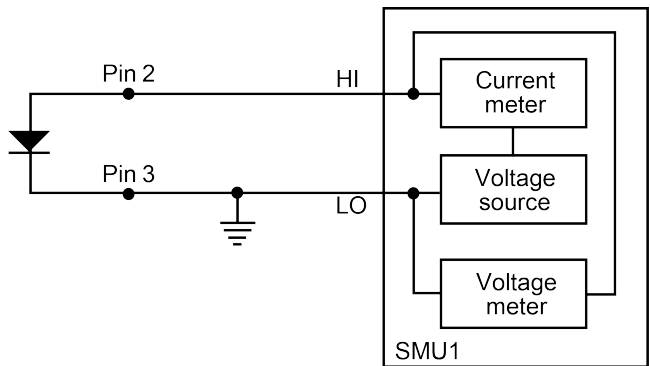 Pin 2
HI
Current
meter
Pin 3
LO
Voltage
source
Voltage
meter
SMU1